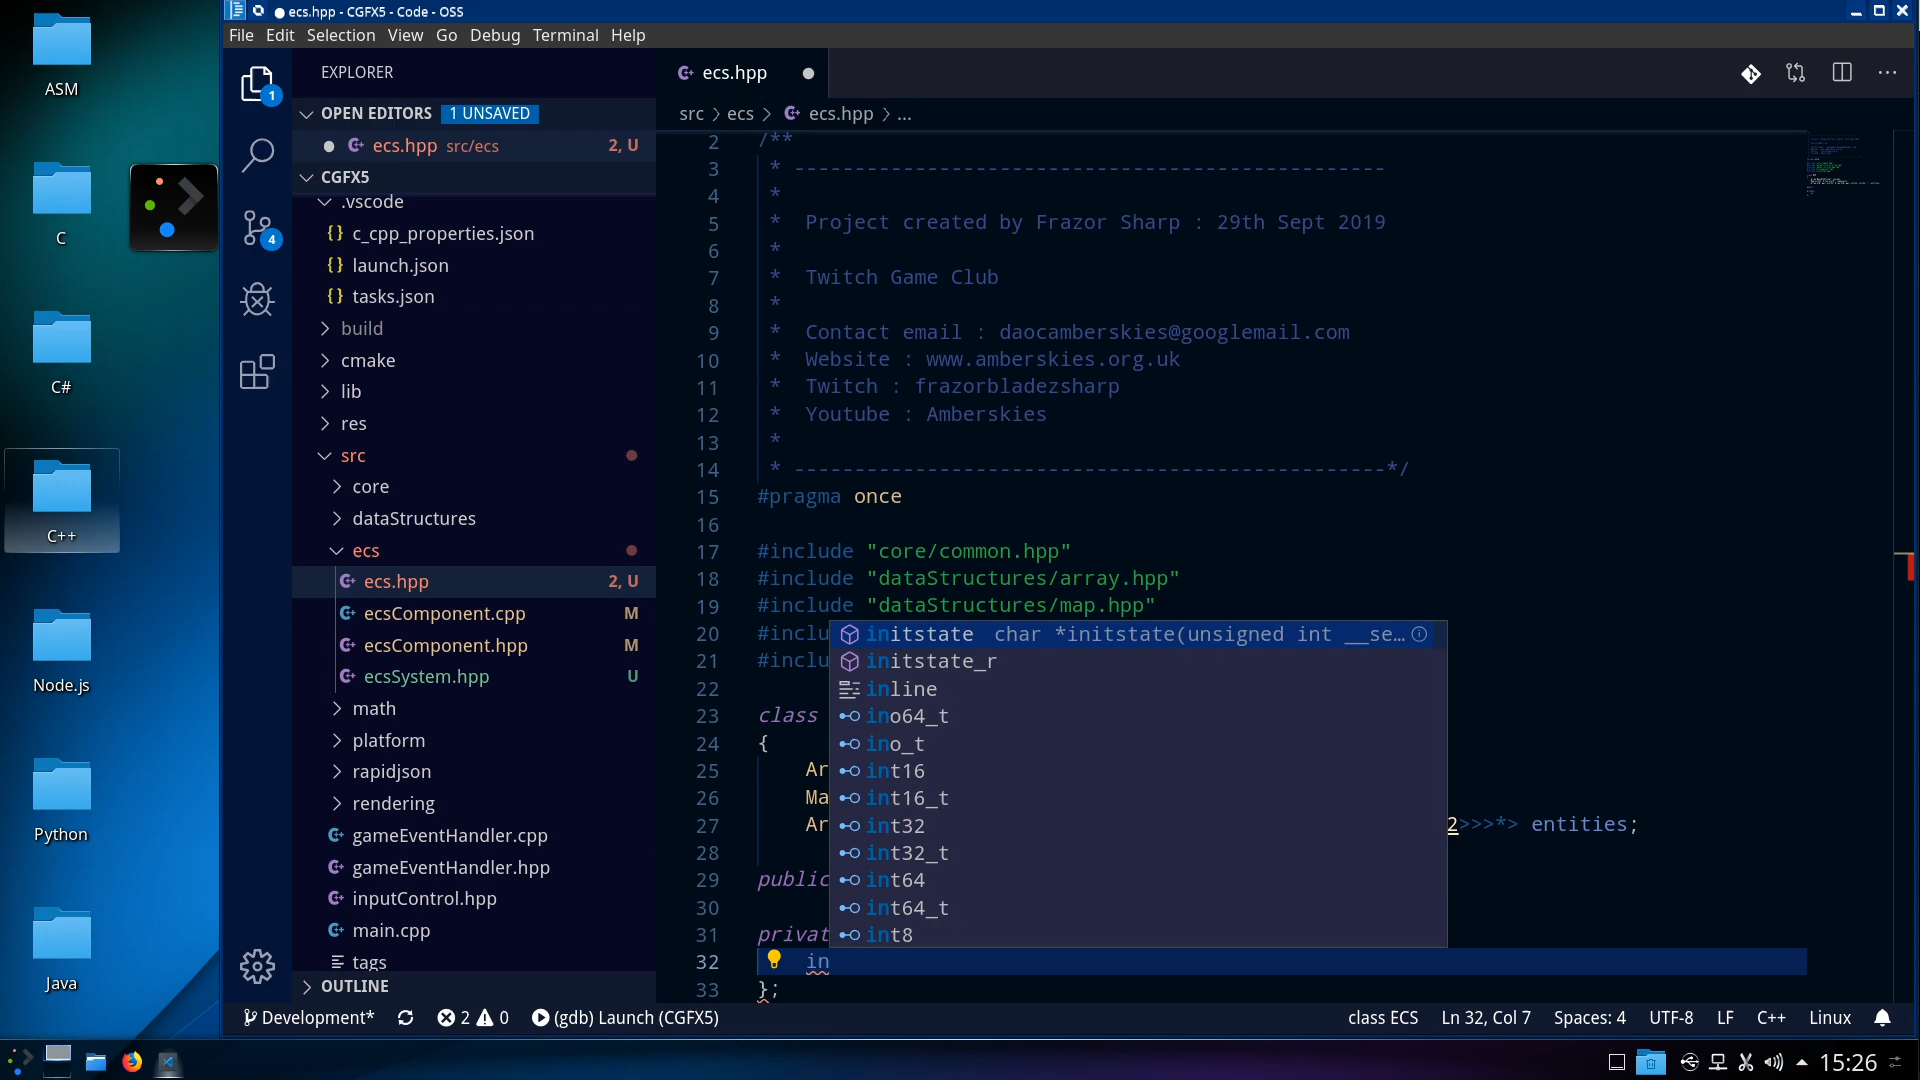 ASM
C
C#
C++
Node.js
Python
Java
ecs.hpp - CGFX5 - Code - OSS
File Edit Selection View Go Debug Terminal Help
1
4
EXPLORER
OPEN EDITORS 1 UNSAVED
ecs.hpp src/ecs 2, U
CGFX5
.vscode
{} c_cpp_properties.json
{} launch.json
{} tasks.json
build
cmake
lib
res
src
core
dataStructures
ecs
ecs.hpp 2, U
ecsComponent.cpp M
ecsComponent.hpp M
ecsSystem.hpp U
math
platform
rapidjson
rendering
gameEventHandler.cpp
gameEventHandler.hpp
inputControl.hpp
main.cpp
tags
OUTLINE
ecs.hpp
src > ecs > ecs.hpp > ...
2 /**
3 * -------------------------------------------------
4 *
5 * Project created by Frazor Sharp : 29th Sept 2019
6 *
7 * Twitch Game Club
8 *
9 * Contact email : daocamberskies@googlemail.com
10 * Website : www.amberskies.org.uk
11 * Twitch : frazorbladezsharp
12 * Youtube : Amberskies
13 *
14 * -------------------------------------------------*/
15 #pragma once
16
17 #include "core/common.hpp"
18 #include "dataStructures/array.hpp"
19 #include "dataStructures/map.hpp"
20 #inclu
21 #inclu
22
23 class
24 {
25 Ar
26 Ma
27 Ar 2>>>*> entities;
28
29 public
30
31 privat
32 in
33 };
initstate char *initstate(unsigned int __se…
initstate_r
inline
ino64_t
ino_t
int16
int16_t
int32
int32_t
int64
int64_t
int8
Development* 2 0 (gdb) Launch (CGFX5) class ECS Ln 32, Col 7 Spaces: 4 UTF-8 LF C++ Linux
15:26